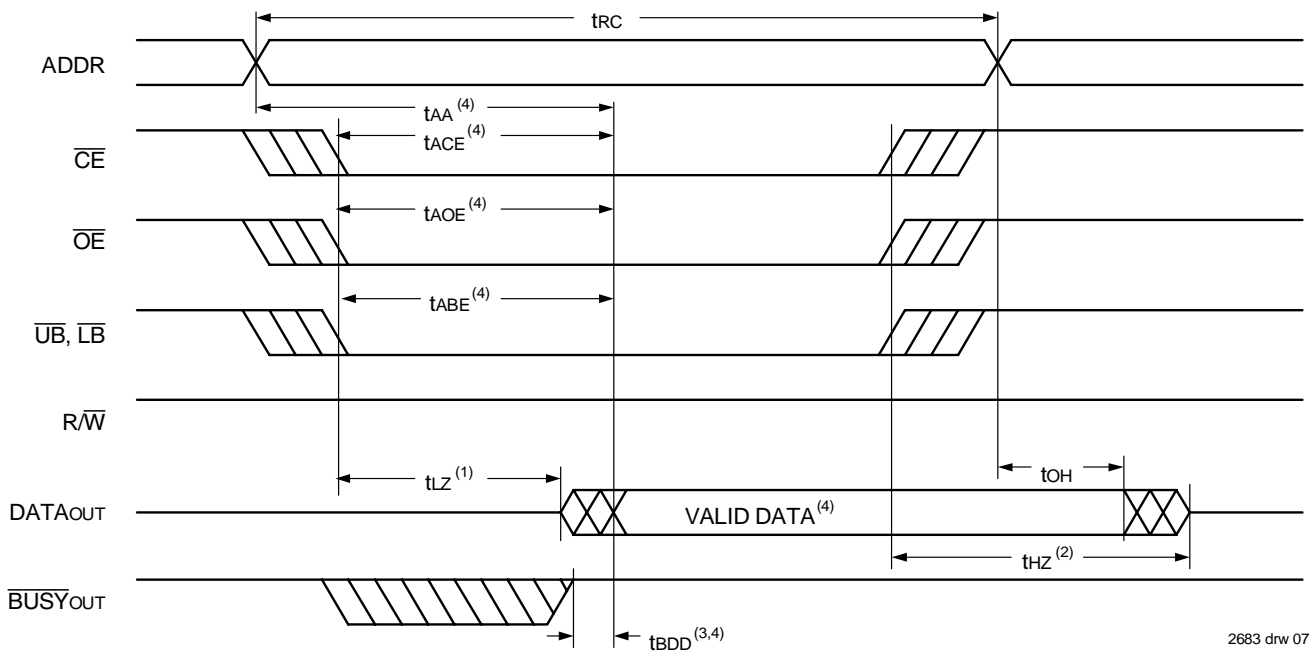 tRC
ADDR
tAA (4)
tACE (4)
CE
tAOE (4)
OE
tABE (4)
UB, LB
R/W
tLZ (1)
tOH
DATAOUT
VALID DATA(4)
tHZ (2)
BUSYOUT
tBDD (3,4)
2683 drw 07